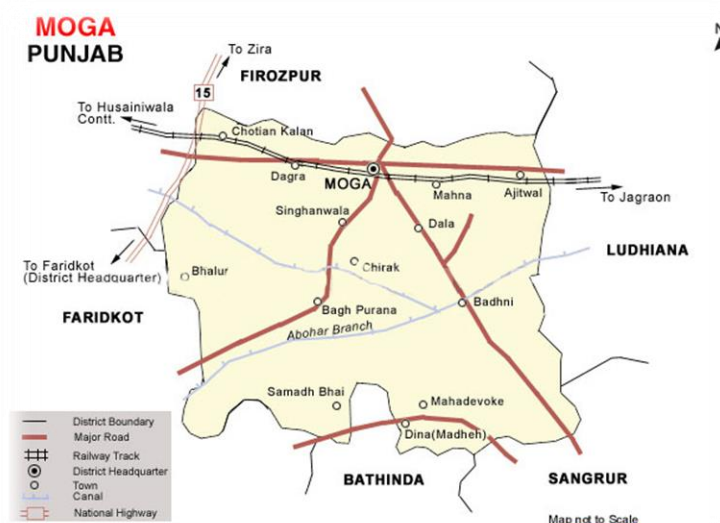 MOGA
PUNJAB
N
To Zira
FIROZPUR
15
To Husainiwala
Contt.
Chotian Kalan
Dagra
MOGA
Mahna
Ajitwal
To Jagraon
Singhanwala
Dala
LUDHIANA
To Faridkot
(District Headquarter)
Bhalur
Chirak
FARIDKOT
Bagh Purana
Badhni
Abohar Branch
Samadh Bhai
Mahadevoke
Dina(Madheh)
BATHINDA
SANGRUR
District Boundary
Major Road
Railway Track
District Headquarter
Town
Canal
National Highway
Map not to Scale